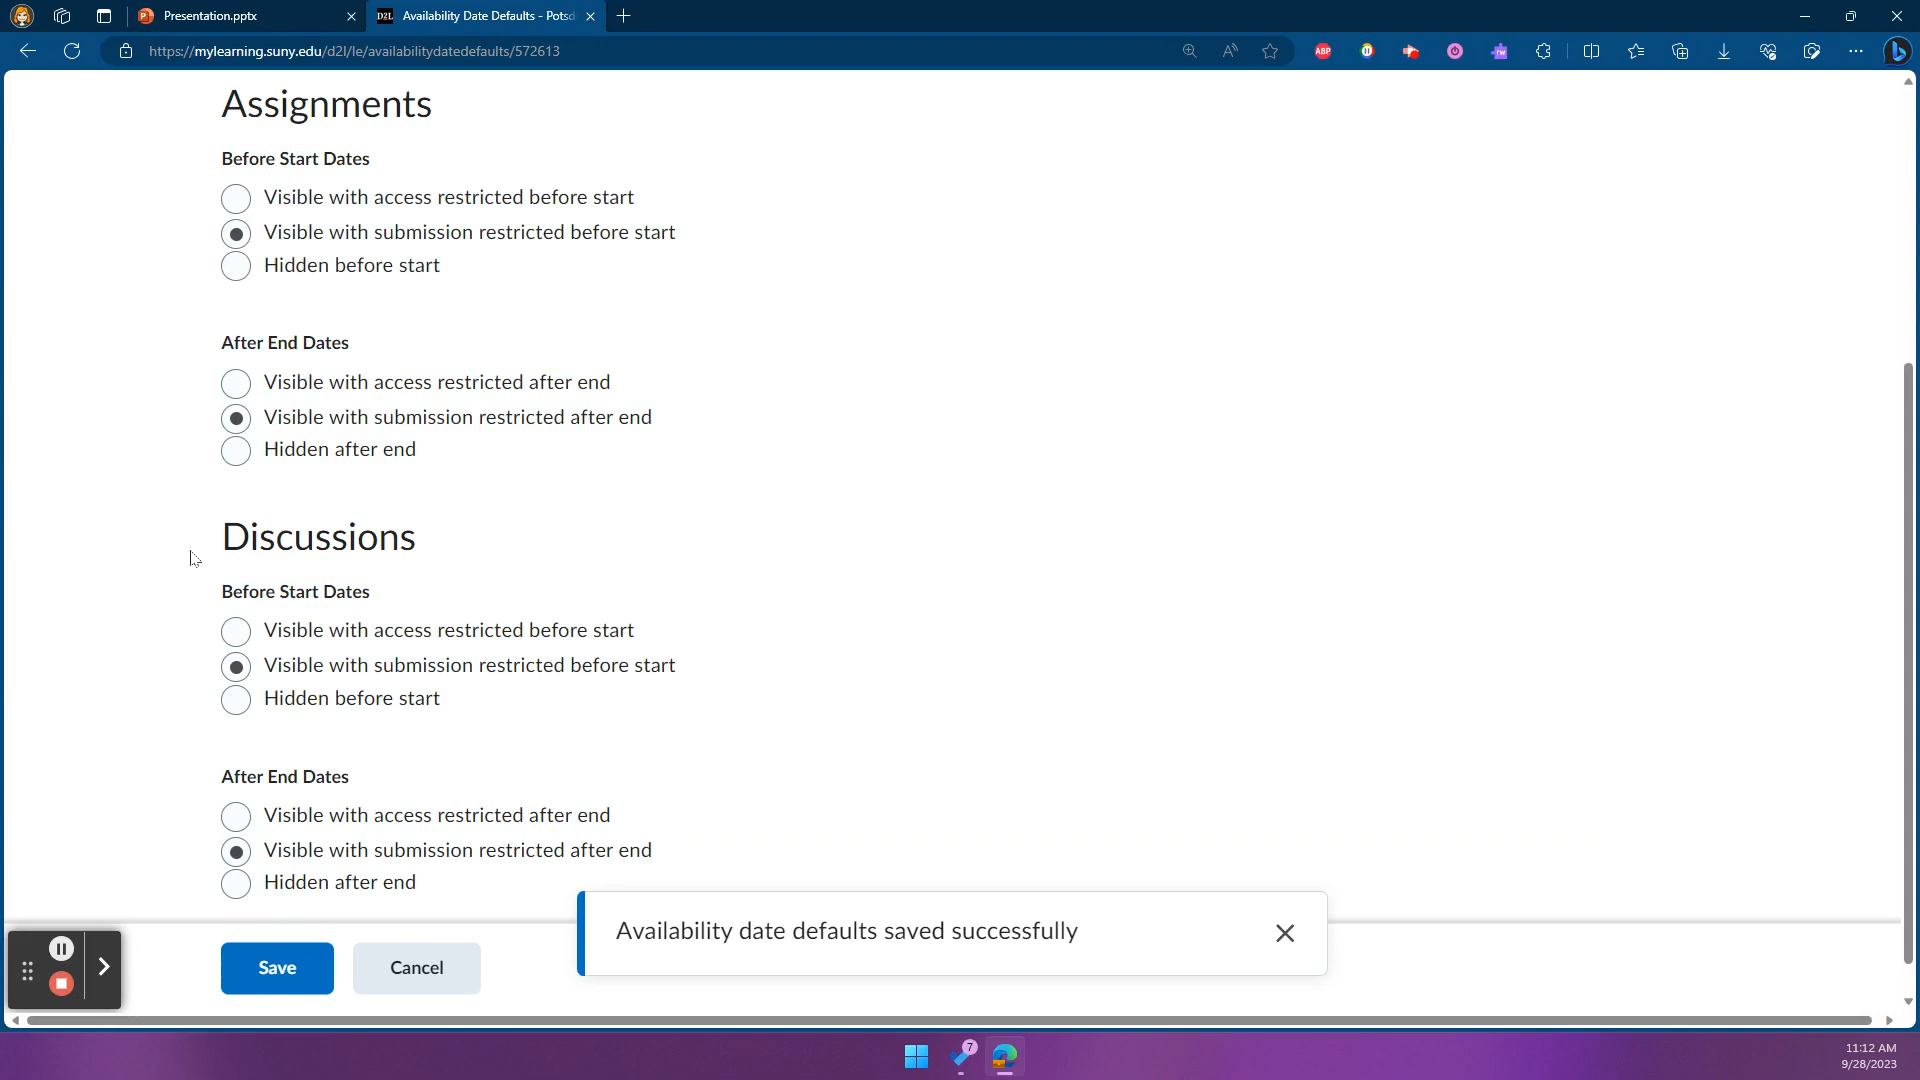 Presentation.pptx
D2L Availability Date Defaults - Potsd
https://mylearning.suny.edu/d2l/le/availabilitydatedefaults/572613
ABP
Assignments
Before Start Dates
Visible with access restricted before start
Visible with submission restricted before start
Hidden before start
After End Dates
Visible with access restricted after end
Visible with submission restricted after end
Hidden after end
Discussions
Before Start Dates
Visible with access restricted before start
Visible with submission restricted before start
Hidden before start
After End Dates
Visible with access restricted after end
Visible with submission restricted after end
Hidden after end
Availability date defaults saved successfully
Save
Cancel
7
11:12 AM
9/28/2023